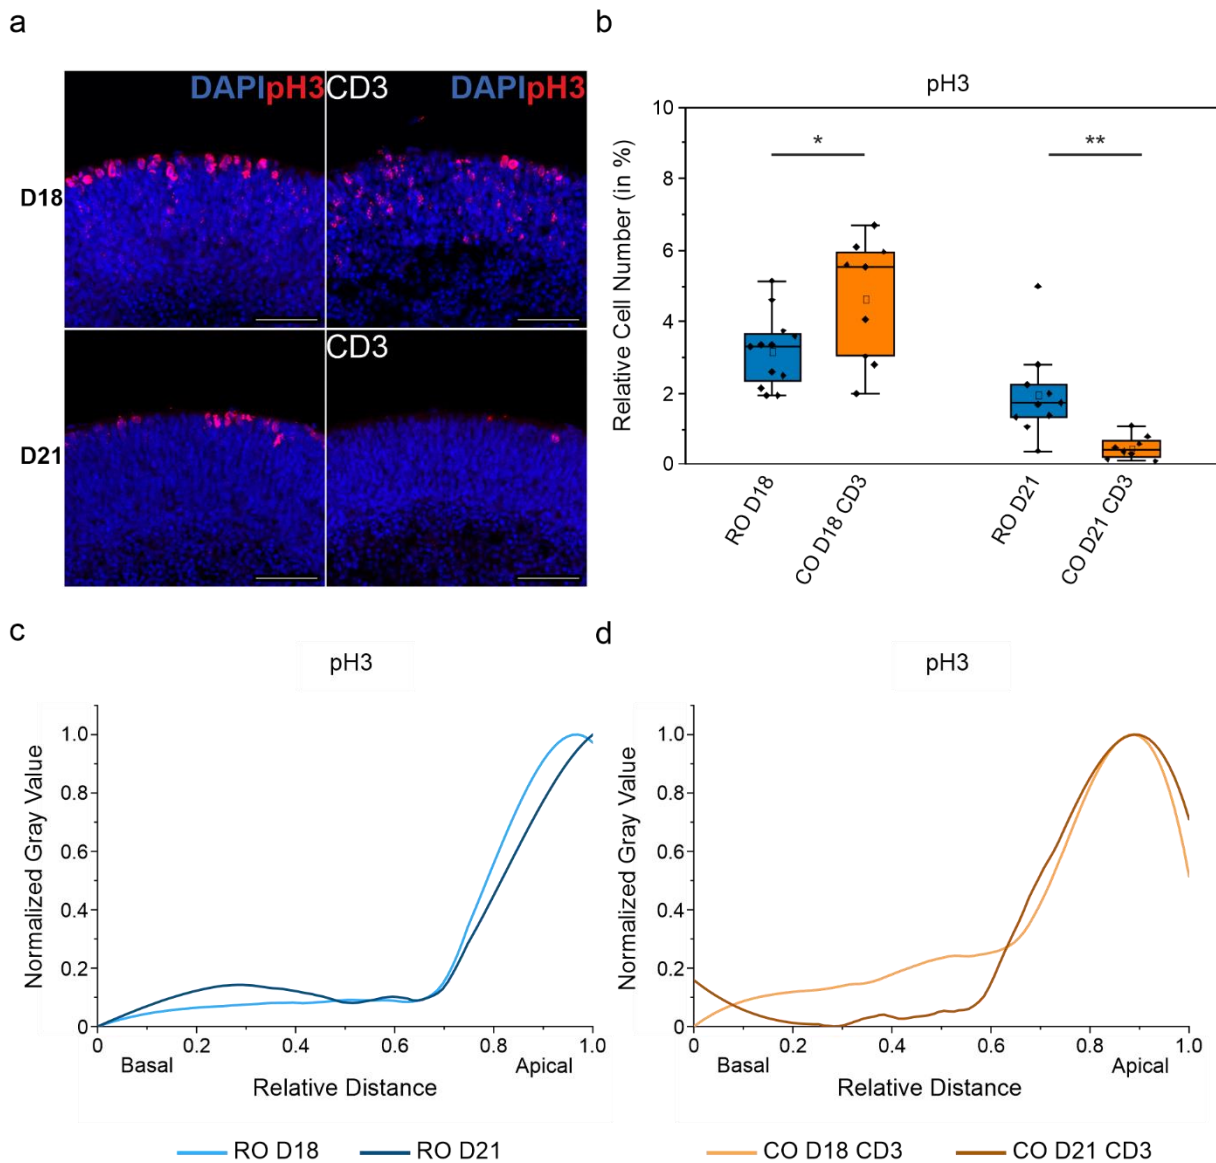 a
b
DAPIpH3
CD3
DAPIpH3
D18
CD3
D21
pH3
10
8
6
4
2
0
Relative Cell Number (in %)
*
**
RO D18
CO D18 CD3
RO D21
CO D21 CD3
c
d
pH3
1.0
0.8
0.6
0.4
0.2
0
Normalized Gray Value
0 0.2 0.4 0.6 0.8 1.0
Basal Apical
Relative Distance
RO D18 RO D21
pH3
1.0
0.8
0.6
0.4
0.2
0
Normalized Gray Value
0 0.2 0.4 0.6 0.8 1.0
Basal Apical
Relative Distance
CO D18 CD3 CO D21 CD3